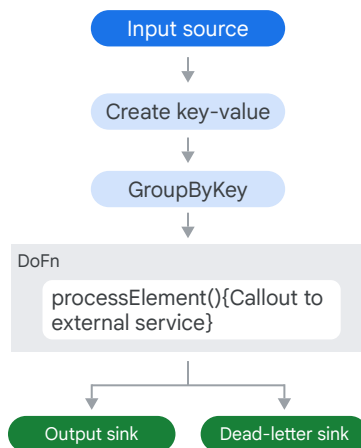 Input source
Create key-value
GroupByKey
DoFn
processElement(){Callout to
external service}
Output sink
Dead-letter sink